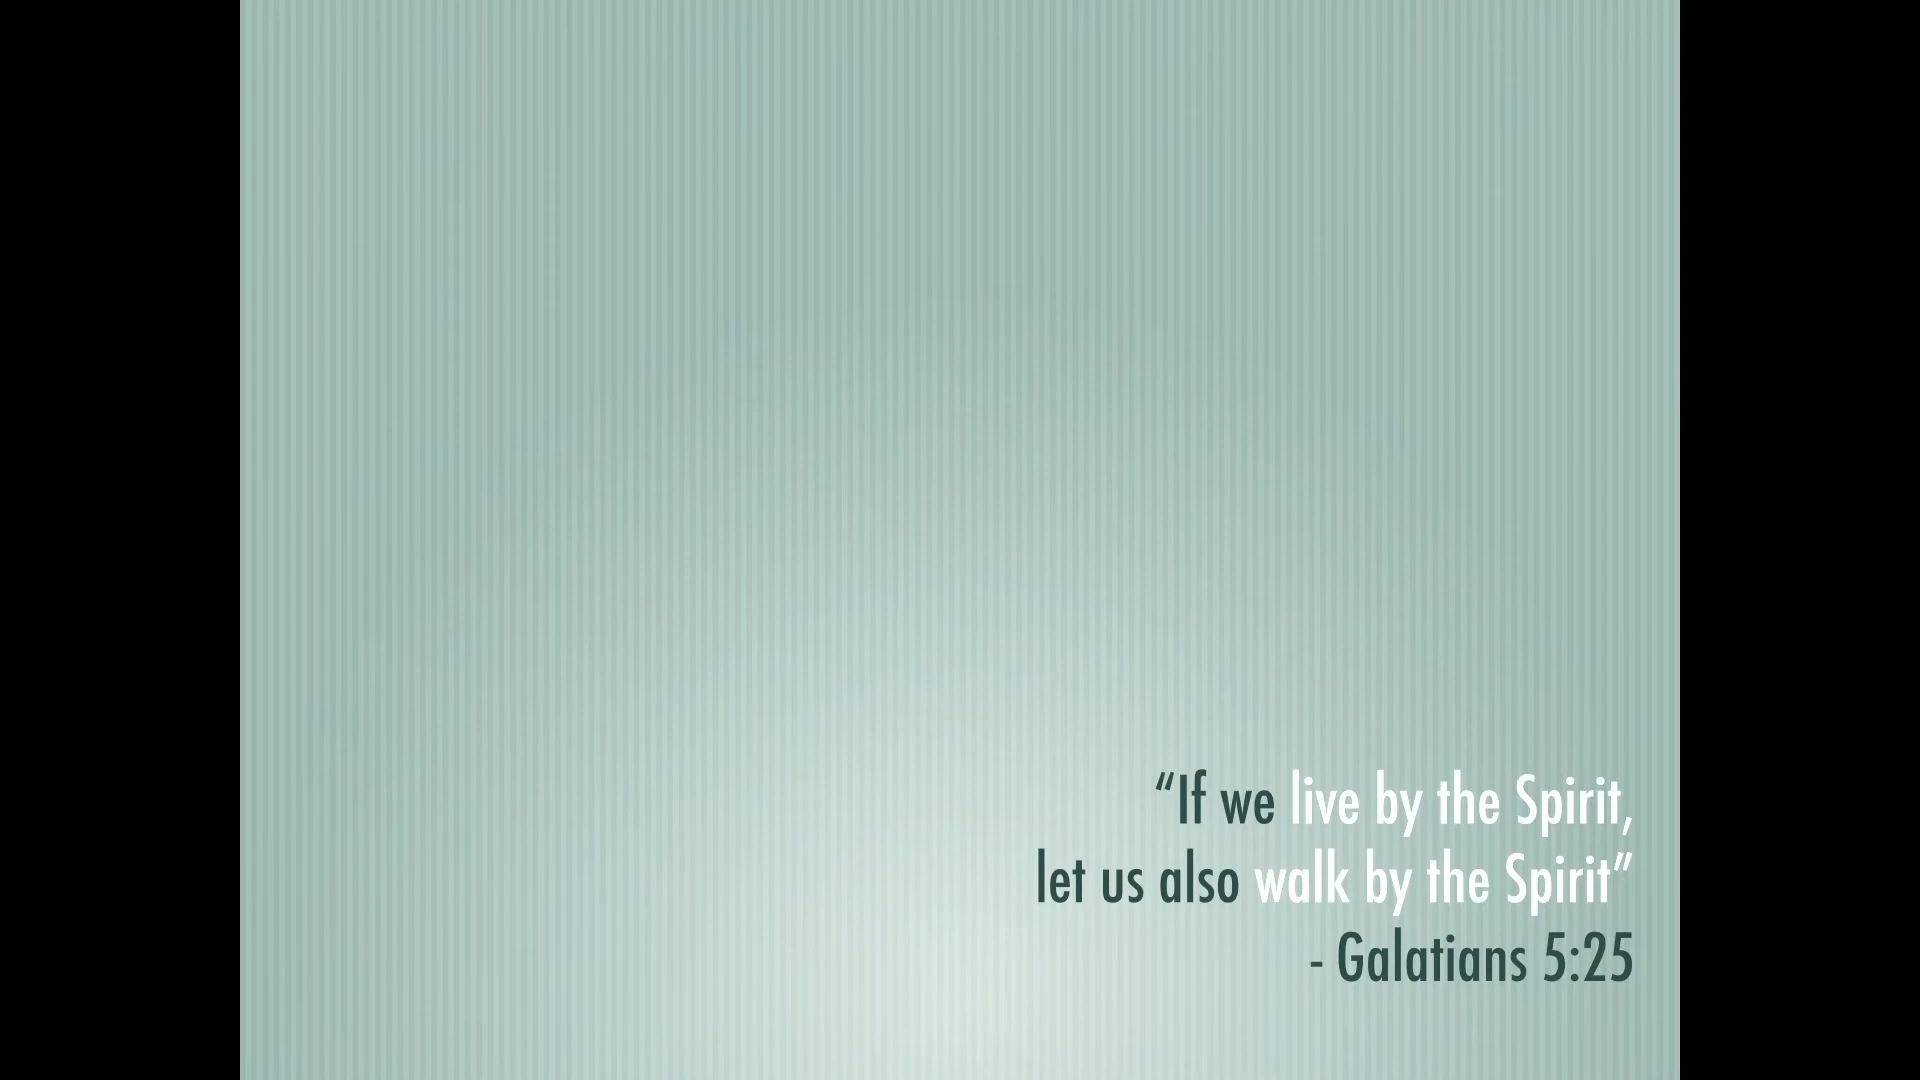 “If we live by the Spirit,
let us also walk by the Spirit”
- Galatians 5:25